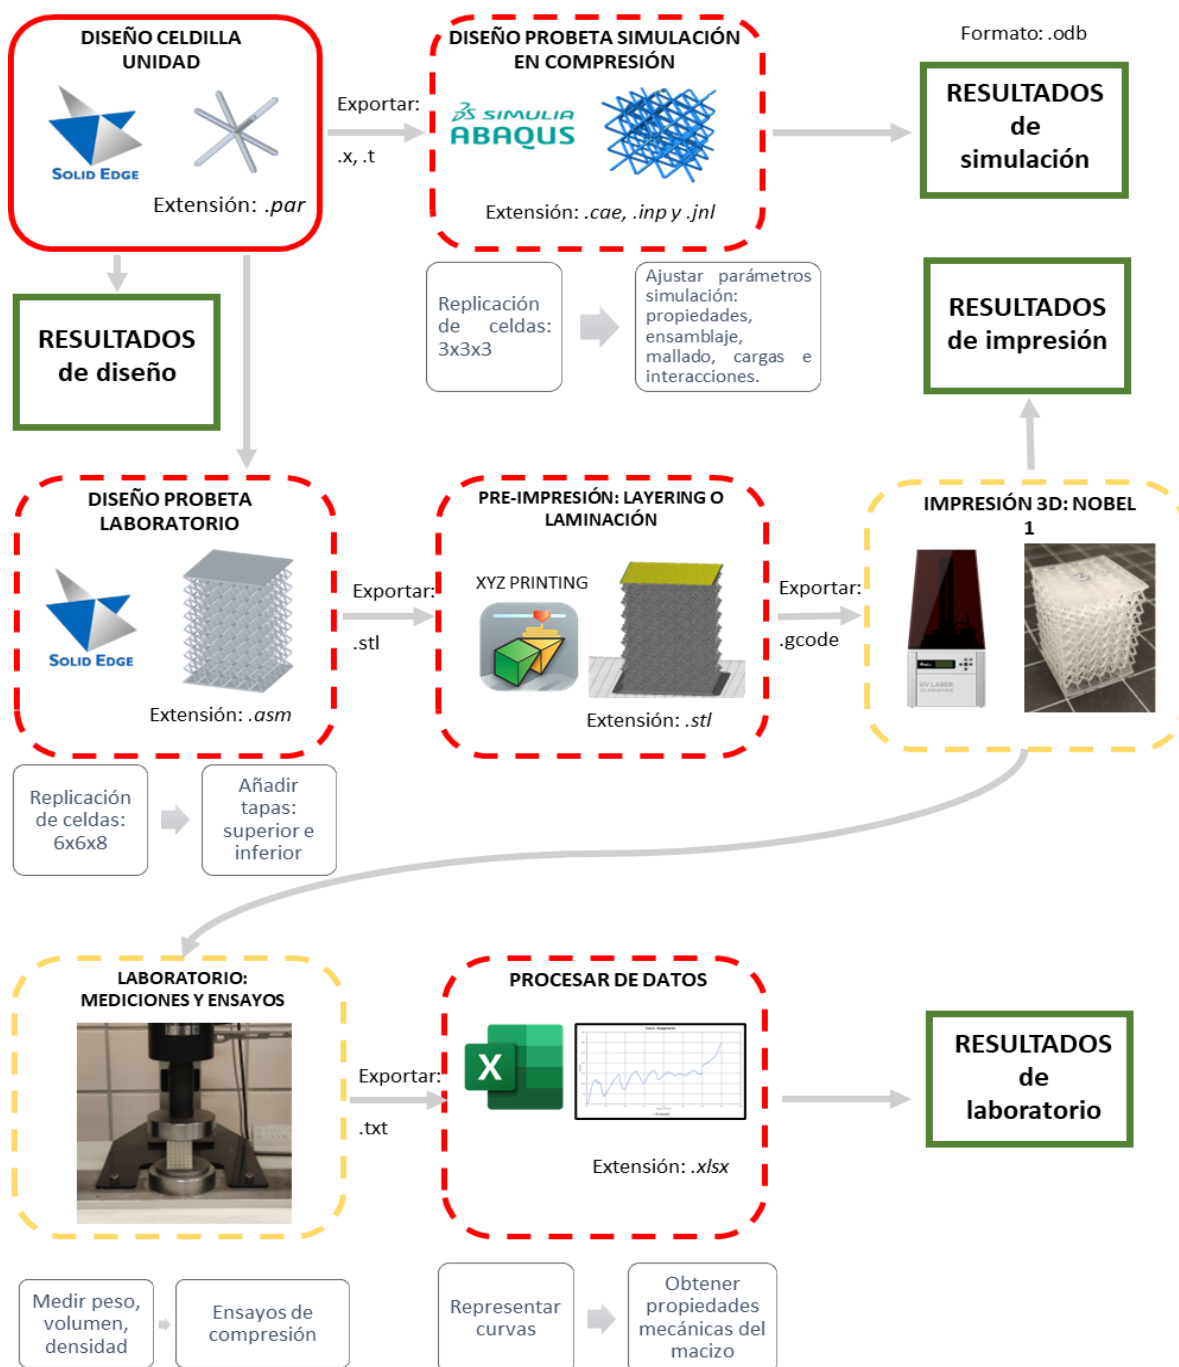 DISEÑO CELDILLA
UNIDAD
SOLID EDGE
Extensión: .par
Exportar:
.x, .t
DISEÑO PROBETA SIMULACIÓN
EN COMPRESIÓN
SIMULIA
ABAQUS
Extensión: .cae, .inp y .jnl
Formato: .odb
RESULTADOS
de
simulación
Replicación
de celdas:
3x3x3
Ajustar parámetros
simulación:
propiedades,
ensamblaje,
mallado, cargas e
interacciones.
RESULTADOS
de diseño
RESULTADOS
de impresión
DISEÑO PROBETA
LABORATORIO
SOLID EDGE
Extensión: .asm
Exportar:
.stl
PRE-IMPRESIÓN: LAYERING O
LAMINACIÓN
XYZ PRINTING
Extensión: .stl
Exportar:
.gcode
IMPRESIÓN 3D: NOBEL
1
UV LASER
3D PRINTER
Replicación
de celdas:
6x6x8
Añadir
tapas:
superior e
inferior
LABORATORIO:
MEDICIONES Y ENSAYOS
Exportar:
.txt
PROCESAR DE DATOS
X
Extensión: .xlsx
RESULTADOS
de
laboratorio
Medir peso,
volumen,
densidad
Ensayos de
compresión
Representar
curvas
Obtener
propiedades
mecánicas del
macizo